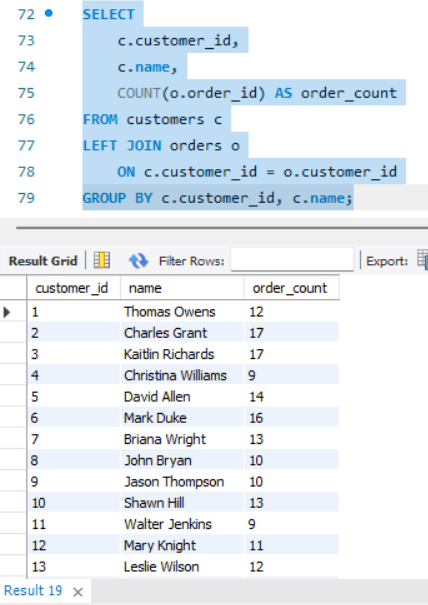 72 SELECT
73 c.customer_id,
74 c.name,
75 COUNT(o.order_id) AS order_count
76 FROM customers c
77 LEFT JOIN orders o
78 ON c.customer_id = o.customer_id
79 GROUP BY c.customer_id, c.name;
Result Grid Filter Rows: Export:
customer_id name order_count
1 Thomas Owens 12
2 Charles Grant 17
3 Kaitlin Richards 17
4 Christina Williams 9
5 David Allen 14
6 Mark Duke 16
7 Briana Wright 13
8 John Bryan 10
9 Jason Thompson 10
10 Shawn Hill 13
11 Walter Jenkins 9
12 Mary Knight 11
13 Leslie Wilson 12
Result 19